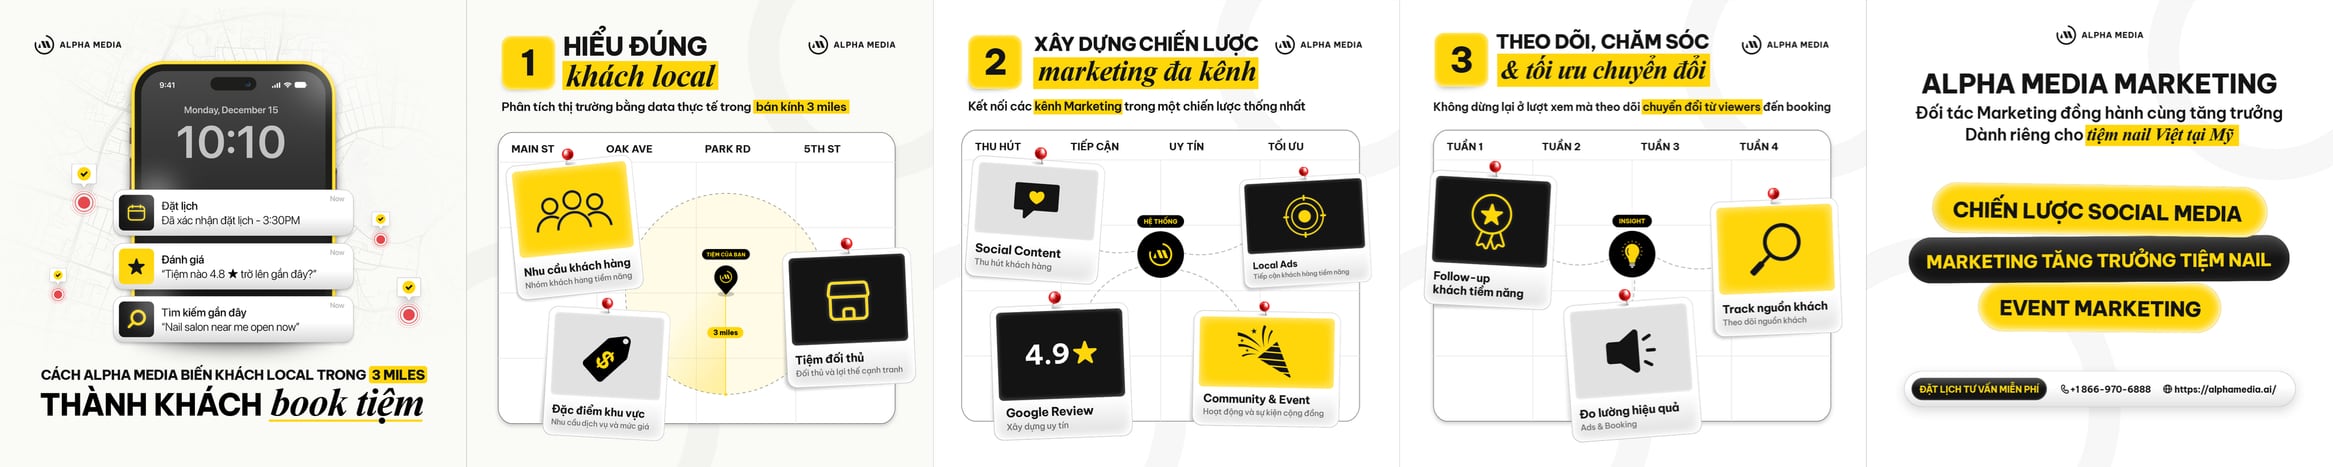 ALPHA MEDIA
9:41
Monday, December 15
10:10
Đặt lịch
Now
Đã xác nhận đặt lịch - 3:30PM
Đánh giá
Now
“Tiệm nào 4.8 ★ trở lên gần đây?”
Tìm kiếm gần đây
Now
“Nail salon near me open now”
CÁCH ALPHA MEDIA BIẾN KHÁCH LOCAL TRONG 3 MILES
THÀNH KHÁCH book tiệm
1
HIỂU ĐÚNG
khách local
ALPHA MEDIA
Phân tích thị trường bằng data thực tế trong bán kính 3 miles
MAIN ST
OAK AVE
PARK RD
5TH ST
Nhu cầu khách hàng
Nhóm khách hàng tiềm năng
TIỆM CỦA BẠN
3 miles
Tiệm đối thủ
Đối thủ và lợi thế cạnh tranh
Đặc điểm khu vực
Nhu cầu dịch vụ và mức giá
2
XÂY DỰNG CHIẾN LƯỢC
marketing đa kênh
ALPHA MEDIA
Kết nối các kênh Marketing trong một chiến lược thống nhất
THU HÚT
TIẾP CẬN
UY TÍN
TỐI ƯU
Social Content
Thu hút khách hàng
HỆ THỐNG
Local Ads
Tiếp cận khách hàng tiềm năng
4.9★
Google Review
Xây dựng uy tín
Community & Event
Hoạt động và sự kiện cộng đồng
3
THEO DÕI, CHĂM SÓC
& tối ưu chuyển đổi
ALPHA MEDIA
Không dừng lại ở lượt xem mà theo dõi chuyển đổi từ viewers đến booking
TUẦN 1
TUẦN 2
TUẦN 3
TUẦN 4
Follow-up
khách tiềm năng
INSIGHT
Track nguồn khách
Theo dõi nguồn khách
Đo lường hiệu quả
Ads & Booking
ALPHA MEDIA
ALPHA MEDIA MARKETING
Đối tác Marketing đồng hành cùng tăng trưởng
Dành riêng cho tiệm nail Việt tại Mỹ
CHIẾN LƯỢC SOCIAL MEDIA
MARKETING TĂNG TRƯỞNG TIỆM NAIL
EVENT MARKETING
ĐẶT LỊCH TƯ VẤN MIỄN PHÍ
+1 866-970-6888
https://alphamedia.ai/